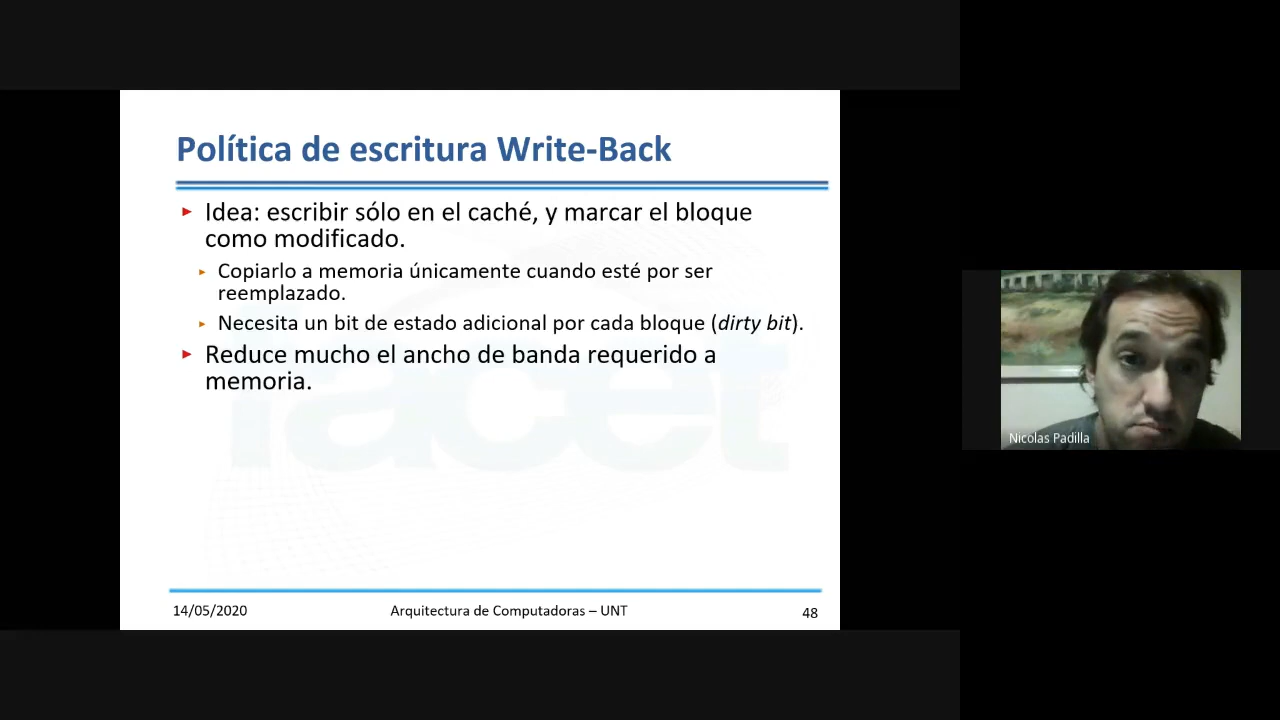 Política de escritura Write-Back
Idea: escribir sólo en el caché, y marcar el bloque
como modificado.
Copiarlo a memoria únicamente cuando esté por ser
reemplazado.
Necesita un bit de estado adicional por cada bloque (dirty bit).
Reduce mucho el ancho de banda requerido a
memoria.
facet
14/05/2020
Arquitectura de Computadoras – UNT
48
Nicolas Padilla